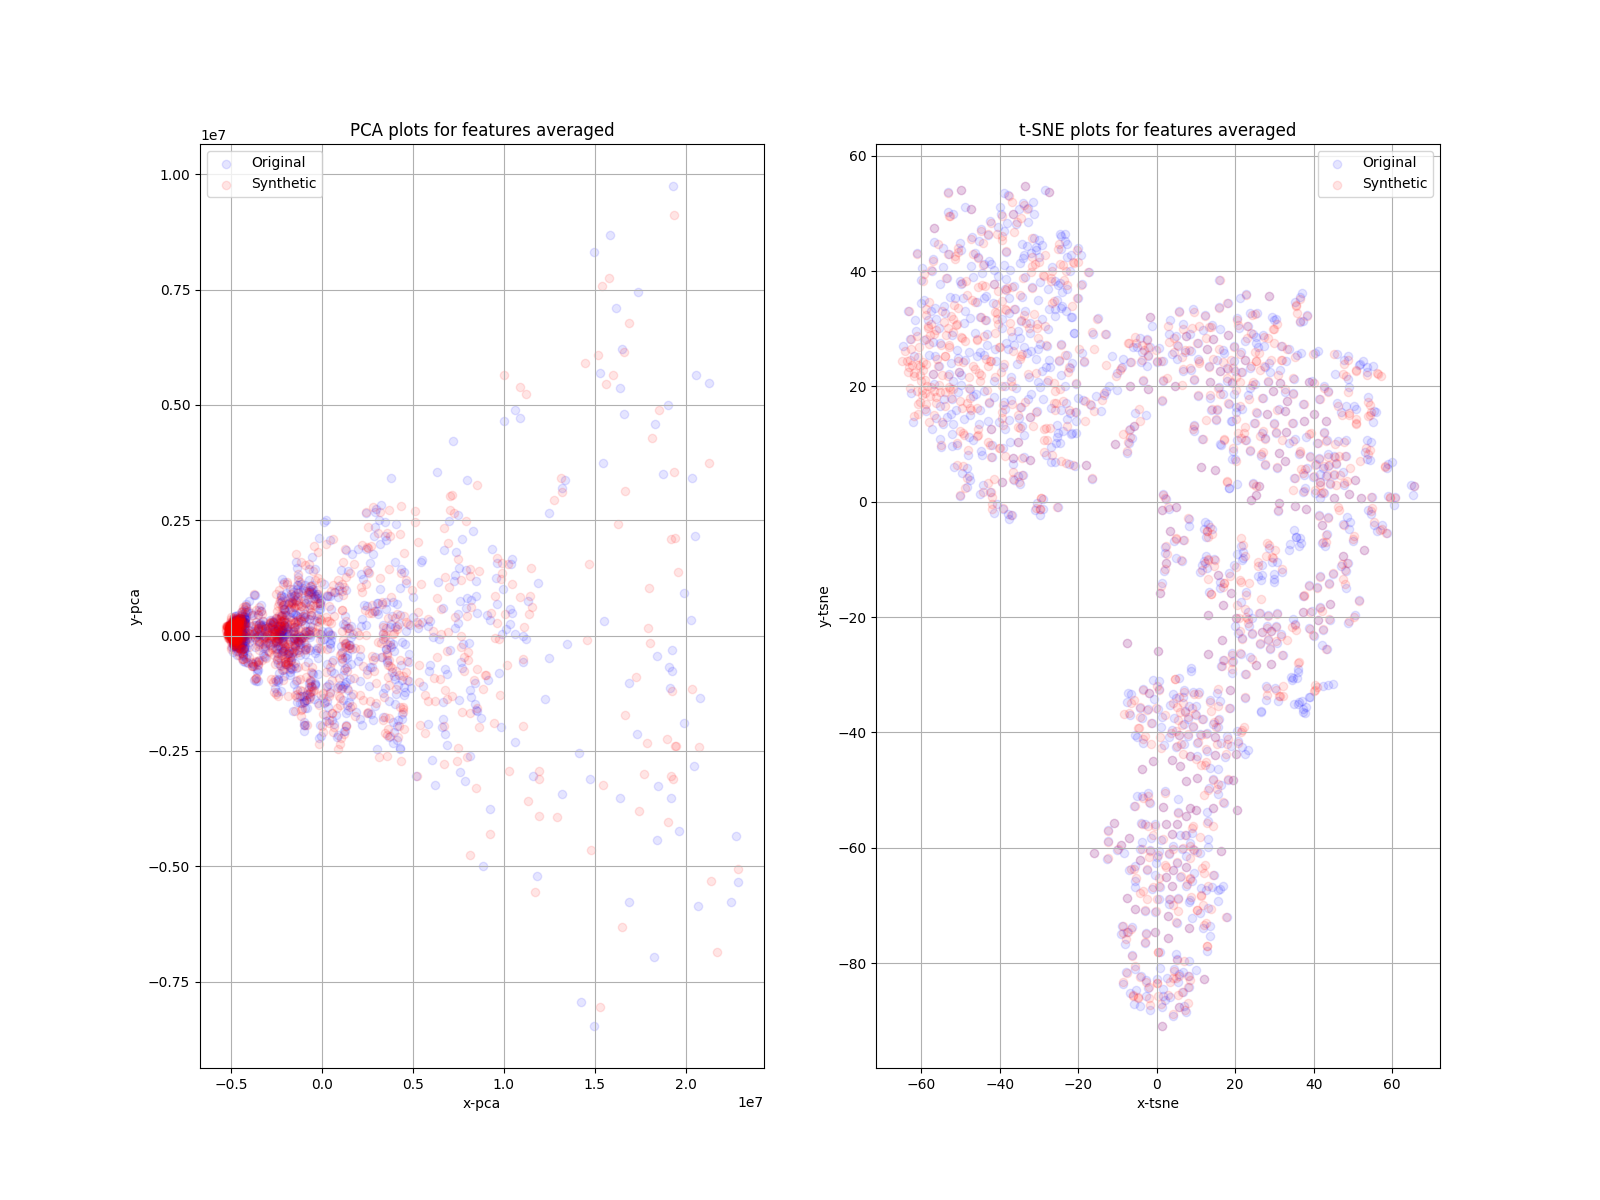 PCA plots for features averaged
1e7
Original
Synthetic
1.00
0.75
0.50
0.25
0.00
−0.25
−0.50
−0.75
y-pca
−0.5 0.0 0.5 1.0 1.5 2.0
x-pca
1e7
t-SNE plots for features averaged
Original
Synthetic
60
40
20
0
−20
−40
−60
−80
y-tsne
−60 −40 −20 0 20 40 60
x-tsne